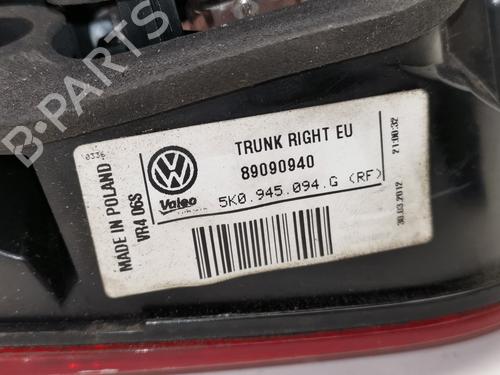 B-PARTS
0336
TRUNK RIGHT EU
89090940
Valeo
5K0.945.094.G (RF)
MADE IN POLAND
VR4.06S
21:00:32
30.03.2012